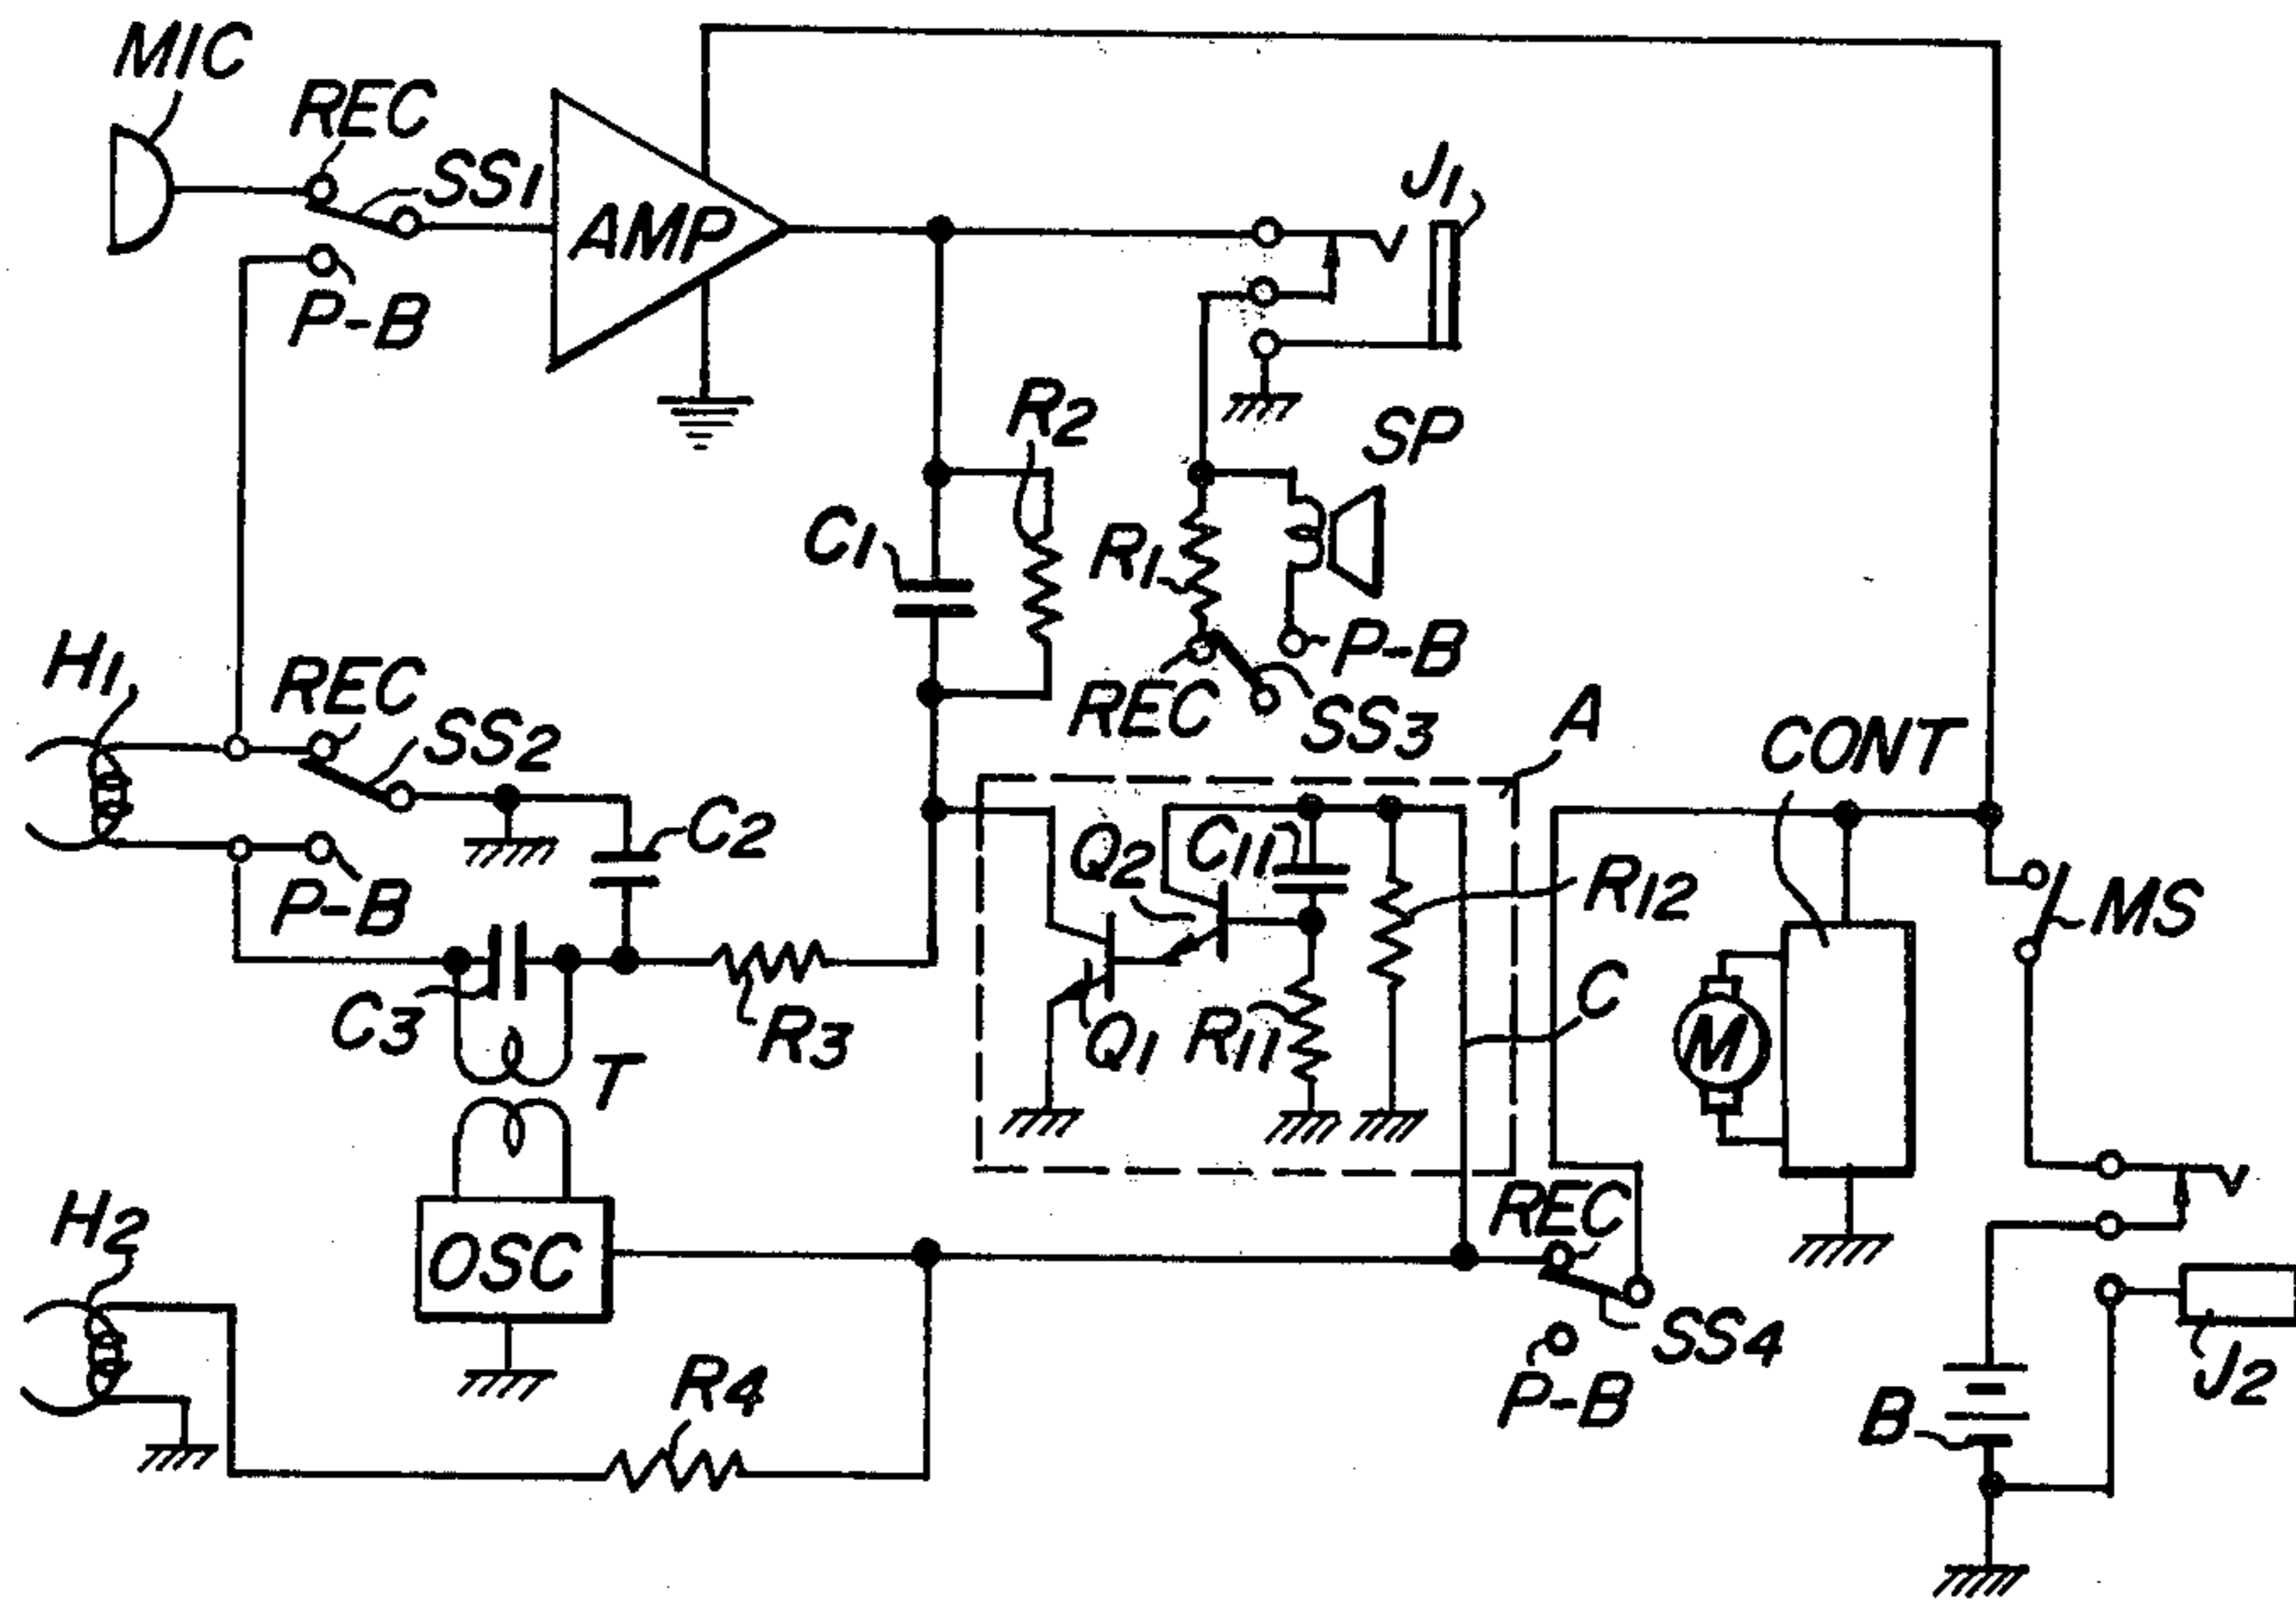 MIC
REC
SS1
AMP
J1
P-B
R2
SP
C1
R1
P-B
H1
REC
SS2
REC
SS3
A
CONT
C2
Q2
C11
R12
MS
P-B
C3
R3
Q1
R11
C
M
T
H2
OSC
REC
SS4
R4
P-B
B
J2